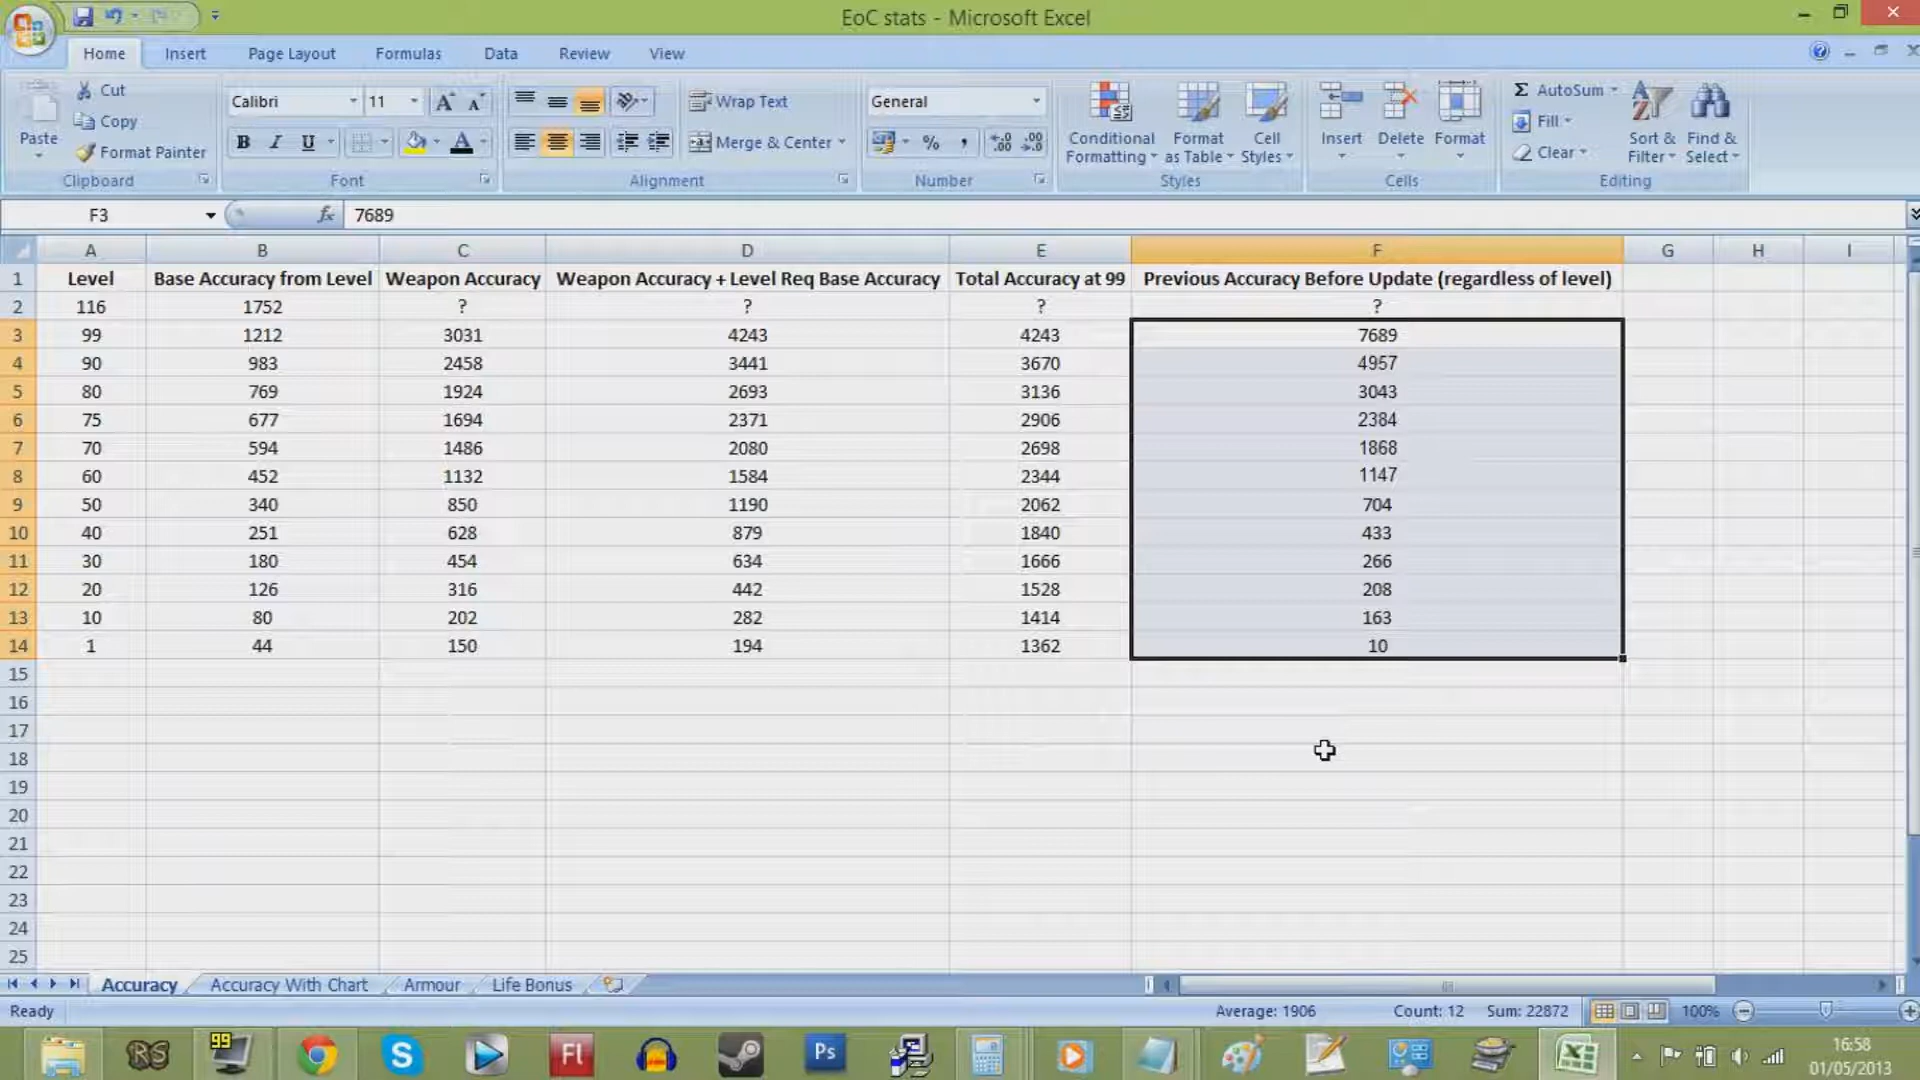 EoC stats - Microsoft Excel
Home Insert Page Layout Formulas Data Review View
Paste Cut Copy Format Painter
Calibri 11 A A B I U A
Wrap Text Merge & Center
General % , .0 .00 .00 .0
Conditional Formatting Format as Table Cell Styles
Insert Delete Format
Σ AutoSum Fill Clear Sort & Filter Find & Select
Clipboard Font Alignment Number Styles Cells Editing
F3 fx 7689
A B C D E F G H I
1 Level Base Accuracy from Level Weapon Accuracy Weapon Accuracy + Level Req Base Accuracy Total Accuracy at 99 Previous Accuracy Before Update (regardless of level)
2 116 1752 ? ? ? ?
3 99 1212 3031 4243 4243 7689
4 90 983 2458 3441 3670 4957
5 80 769 1924 2693 3136 3043
6 75 677 1694 2371 2906 2384
7 70 594 1486 2080 2698 1868
8 60 452 1132 1584 2344 1147
9 50 340 850 1190 2062 704
10 40 251 628 879 1840 433
11 30 180 454 634 1666 266
12 20 126 316 442 1528 208
13 10 80 202 282 1414 163
14 1 44 150 194 1362 10
15
16
17
18
19
20
21
22
23
24
25
Accuracy Accuracy With Chart Armour Life Bonus
Ready Average: 1906 Count: 12 Sum: 22872 100%
RS 99 S Fl Ps 16:58
01/05/2013